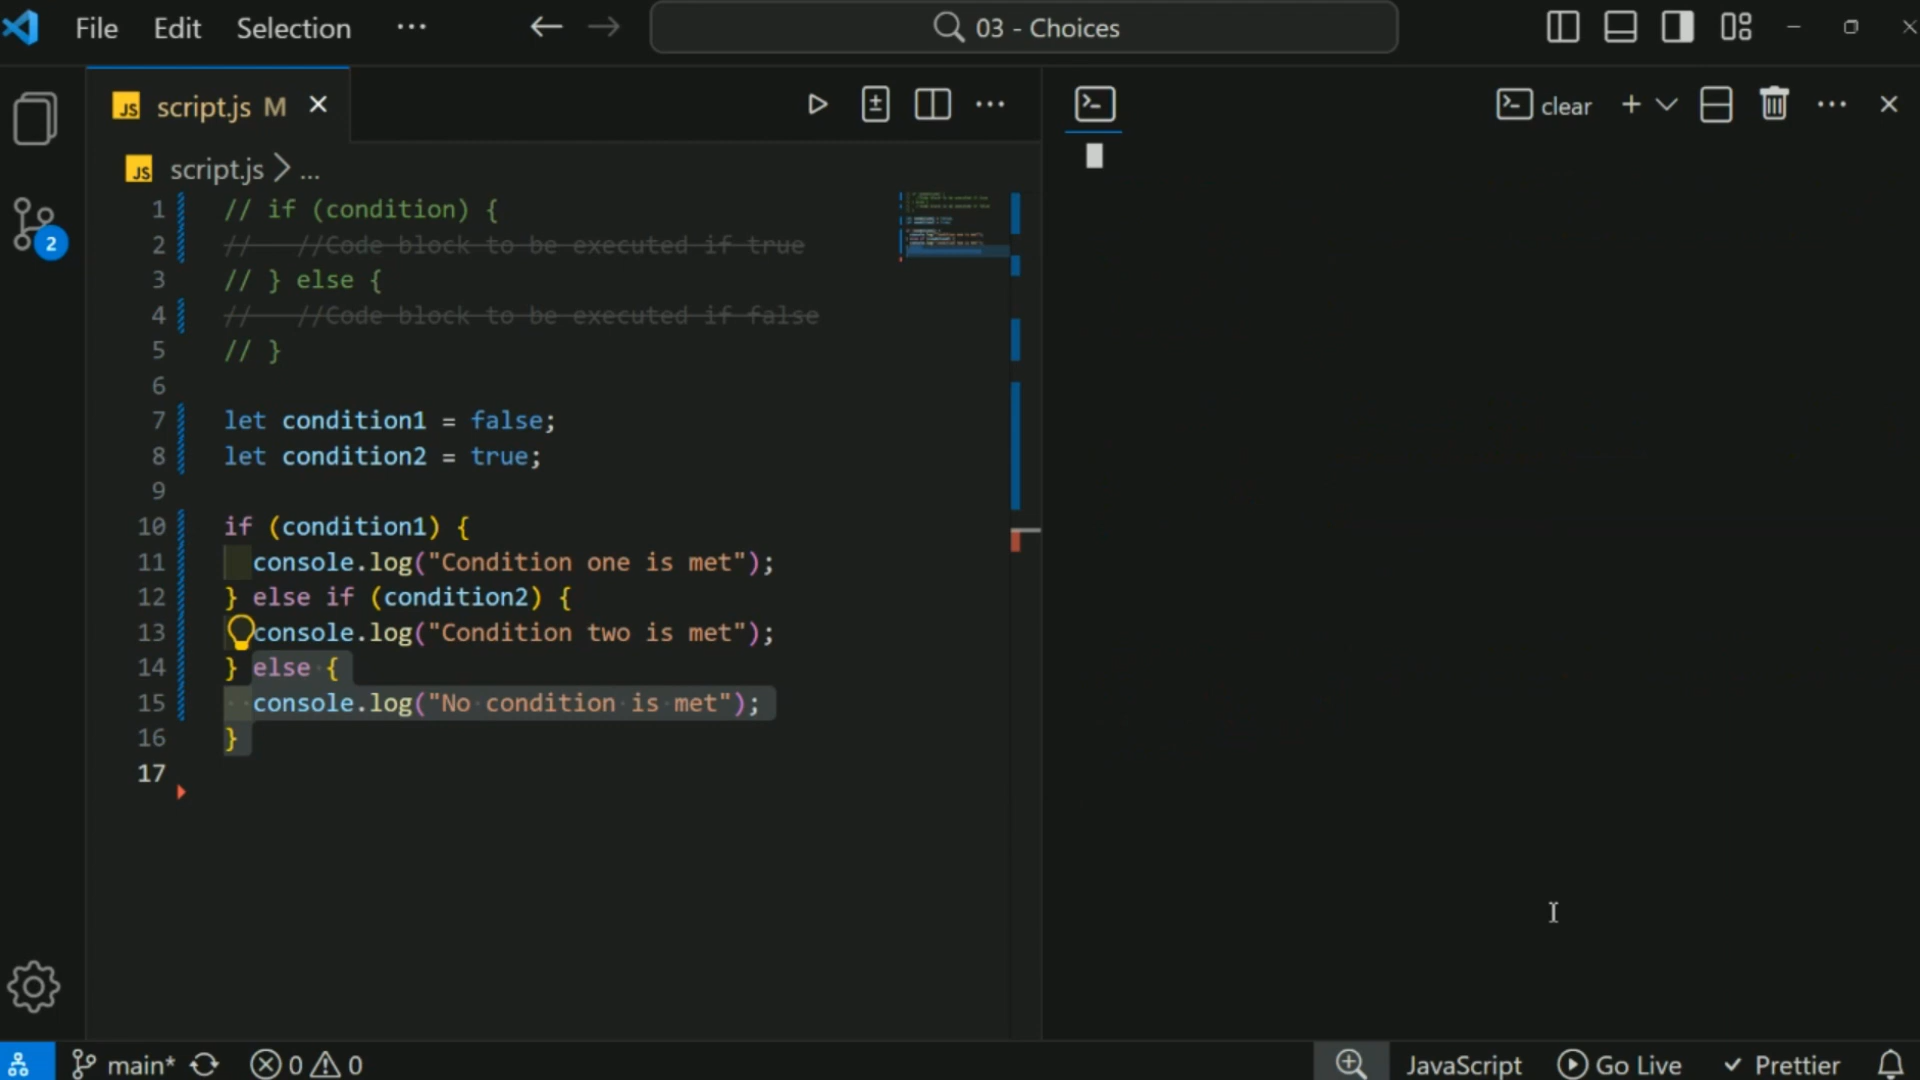 File Edit Selection ··· 03 - Choices
JS script.js M
clear
JS script.js > ...
1 // if (condition) {
2 //   //Code block to be executed if true
3 // } else {
4 //   //Code block to be executed if false
5 // }
6
7 let condition1 = false;
8 let condition2 = true;
9
10 if (condition1) {
11   console.log("Condition one is met");
12 } else if (condition2) {
13   console.log("Condition two is met");
14 } else {
15   console.log("No condition is met");
16 }
17
2
main* 0 0 JavaScript Go Live Prettier